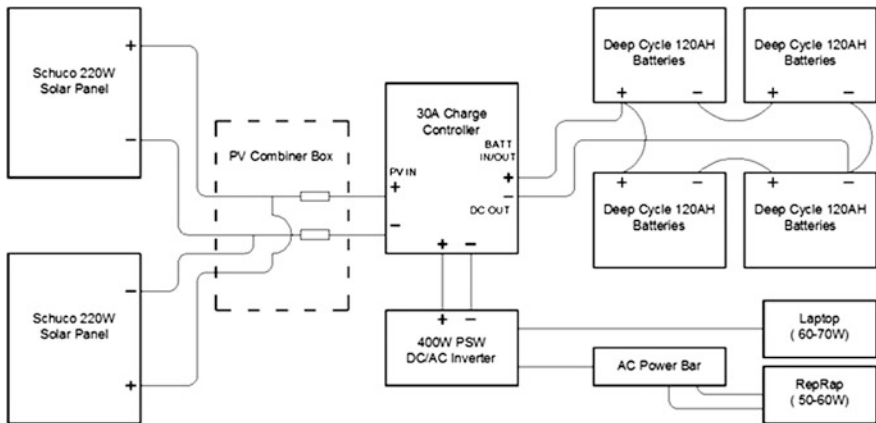 Schuco 220W
Solar Panel
+
−
PV Combiner Box
30A Charge
Controller
BATT
IN/OUT
PV IN
+
−
+
−
DC OUT
+ −
Deep Cycle 120AH
Batteries
+ −
Deep Cycle 120AH
Batteries
+ −
+ −
Deep Cycle 120AH
Batteries
+ −
Deep Cycle 120AH
Batteries
−
Schuco 220W
Solar Panel
+
+ −
400W PSW
DC/AC Inverter
AC Power Bar
Laptop
( 60-70W)
RepRap
( 50-60W)